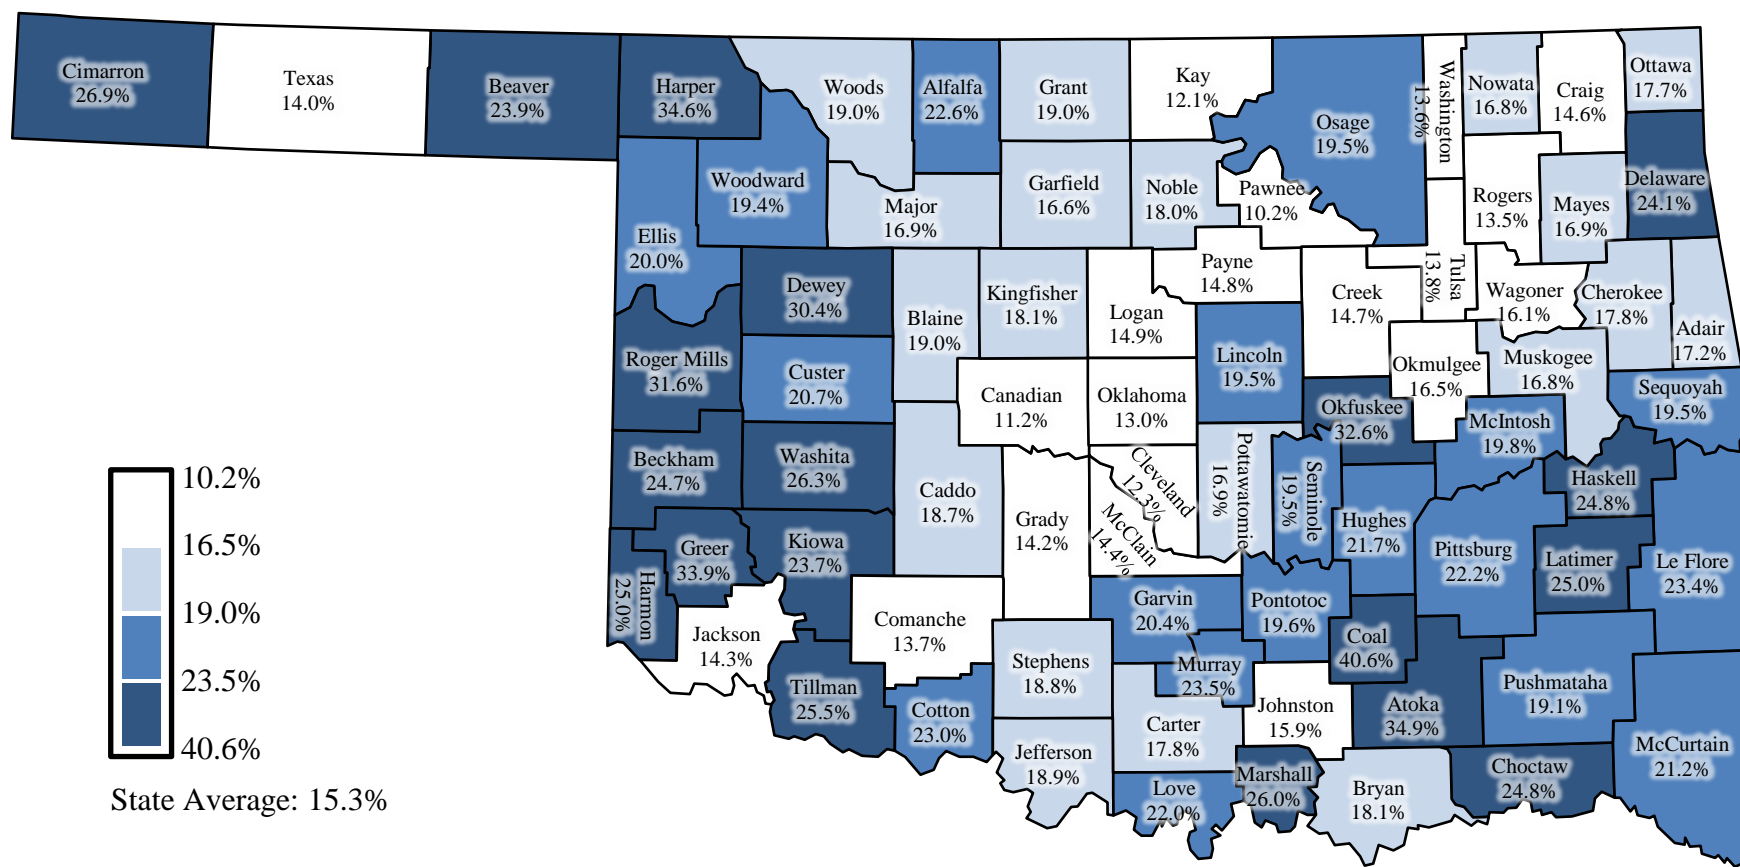 Cimarron
26.9%
Texas
14.0%
Beaver
23.9%
Harper
34.6%
Woods
19.0%
Alfalfa
22.6%
Grant
19.0%
Kay
12.1%
Osage
19.5%
Washington
13.6%
Nowata
16.8%
Craig
14.6%
Ottawa
17.7%
Woodward
19.4%
Major
16.9%
Garfield
16.6%
Noble
18.0%
Pawnee
10.2%
Rogers
13.5%
Mayes
16.9%
Delaware
24.1%
Ellis
20.0%
Dewey
30.4%
Blaine
19.0%
Kingfisher
18.1%
Logan
14.9%
Payne
14.8%
Creek
14.7%
Tulsa
13.8%
Wagoner
16.1%
Cherokee
17.8%
Adair
17.2%
Roger Mills
31.6%
Custer
20.7%
Canadian
11.2%
Oklahoma
13.0%
Lincoln
19.5%
Okfuskee
32.6%
Okmulgee
16.5%
Muskogee
16.8%
Sequoyah
19.5%
McIntosh
19.8%
Beckham
24.7%
Washita
26.3%
Caddo
18.7%
Grady
14.2%
Cleveland
12.3%
McClain
14.4%
Pottawatomie
16.9%
Seminole
19.5%
Hughes
21.7%
Pittsburg
22.2%
Haskell
24.8%
Latimer
25.0%
Le Flore
23.4%
Harmon
25.0%
Greer
33.9%
Kiowa
23.7%
Jackson
14.3%
Comanche
13.7%
Garvin
20.4%
Pontotoc
19.6%
Coal
40.6%
Tillman
25.5%
Cotton
23.0%
Stephens
18.8%
Murray
23.5%
Johnston
15.9%
Atoka
34.9%
Pushmataha
19.1%
McCurtain
21.2%
Jefferson
18.9%
Carter
17.8%
Love
22.0%
Marshall
26.0%
Bryan
18.1%
Choctaw
24.8%
10.2%
16.5%
19.0%
23.5%
40.6%
State Average: 15.3%